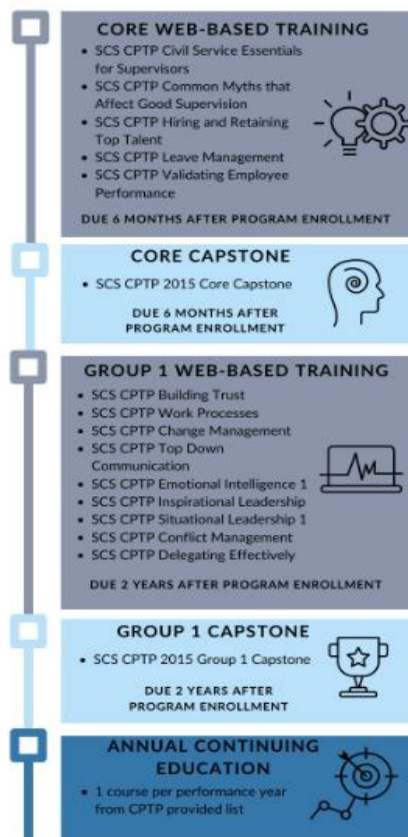 CORE WEB-BASED TRAINING
• SCS CPTP Civil Service Essentials
for Supervisors
• SCS CPTP Common Myths that
Affect Good Supervision
• SCS CPTP Hiring and Retaining
Top Talent
• SCS CPTP Leave Management
• SCS CPTP Validating Employee
Performance
DUE 6 MONTHS AFTER PROGRAM ENROLLMENT
CORE CAPSTONE
• SCS CPTP 2015 Core Capstone
DUE 6 MONTHS AFTER
PROGRAM ENROLLMENT
GROUP 1 WEB-BASED TRAINING
• SCS CPTP Building Trust
• SCS CPTP Work Processes
• SCS CPTP Change Management
• SCS CPTP Top Down
Communication
• SCS CPTP Emotional Intelligence 1
• SCS CPTP Inspirational Leadership
• SCS CPTP Situational Leadership 1
• SCS CPTP Conflict Management
• SCS CPTP Delegating Effectively
DUE 2 YEARS AFTER PROGRAM ENROLLMENT
GROUP 1 CAPSTONE
• SCS CPTP 2015 Group 1 Capstone
DUE 2 YEARS AFTER
PROGRAM ENROLLMENT
ANNUAL CONTINUING
EDUCATION
• 1 course per performance year
from CPTP provided list